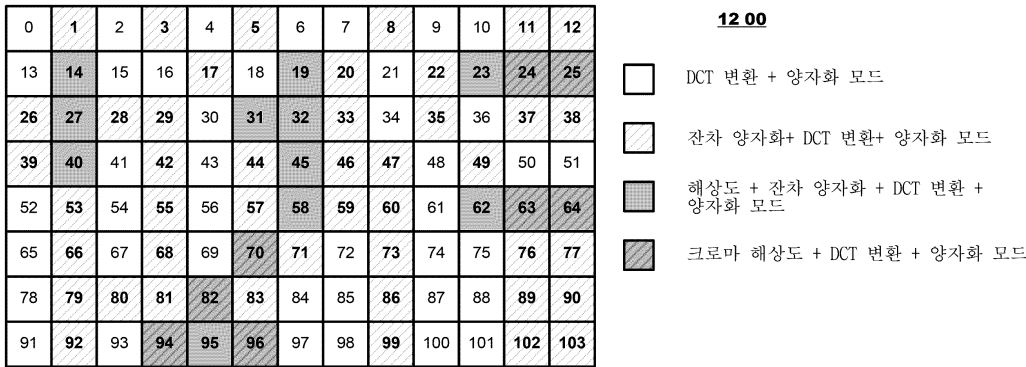 12 00
0 1 2 3 4 5 6 7 8 9 10 11 12
13 14 15 16 17 18 19 20 21 22 23 24 25
26 27 28 29 30 31 32 33 34 35 36 37 38
39 40 41 42 43 44 45 46 47 48 49 50 51
52 53 54 55 56 57 58 59 60 61 62 63 64
65 66 67 68 69 70 71 72 73 74 75 76 77
78 79 80 81 82 83 84 85 86 87 88 89 90
91 92 93 94 95 96 97 98 99 100 101 102 103
DCT 변환 + 양자화 모드
잔차 양자화+ DCT 변환+ 양자화 모드
해상도 + 잔차 양자화 + DCT 변환 +
양자화 모드
크로마 해상도 + DCT 변환 + 양자화 모드